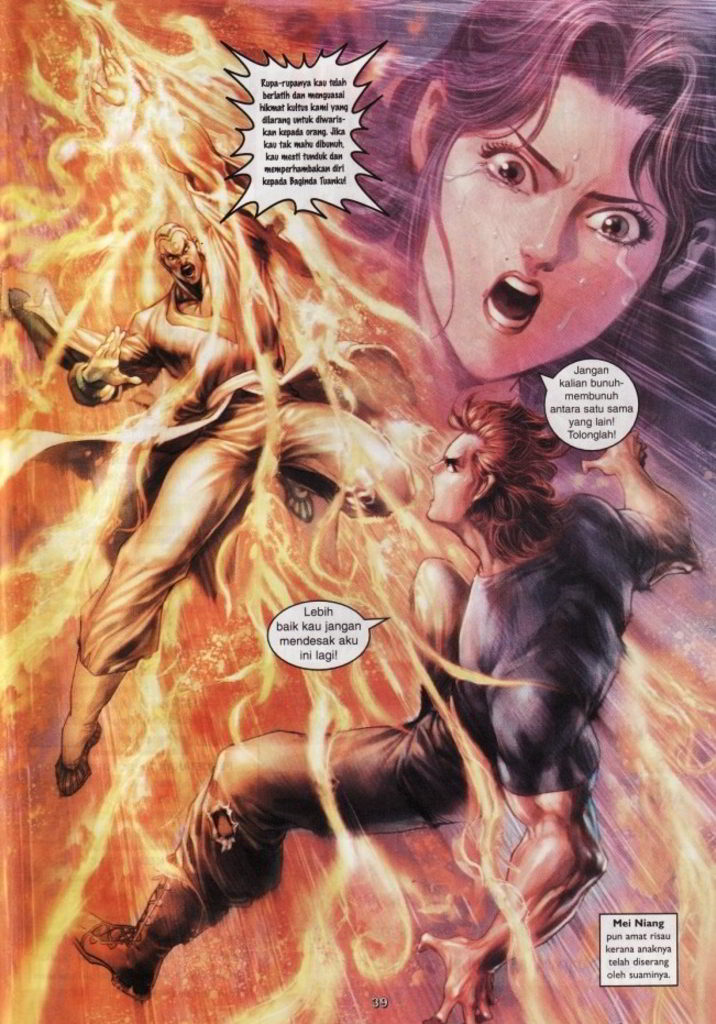 Rupa-rupanya kau telah
berlatih dan menguasai
hikmat kultus kami yang
dilarang untuk diwaris-
kan kepada orang. Jika
kau tak mahu dibunuh,
kau mesti tunduk dan
memperhambakan diri
kepada Baginda Tuanku!
Jangan
kalian bunuh-
membunuh
antara satu sama
yang lain!
Tolonglah!
Lebih
baik kau jangan
mendesak aku
ini lagi!
Mei Niang
pun amat risau
kerana anaknya
telah diserang
oleh suaminya.
39